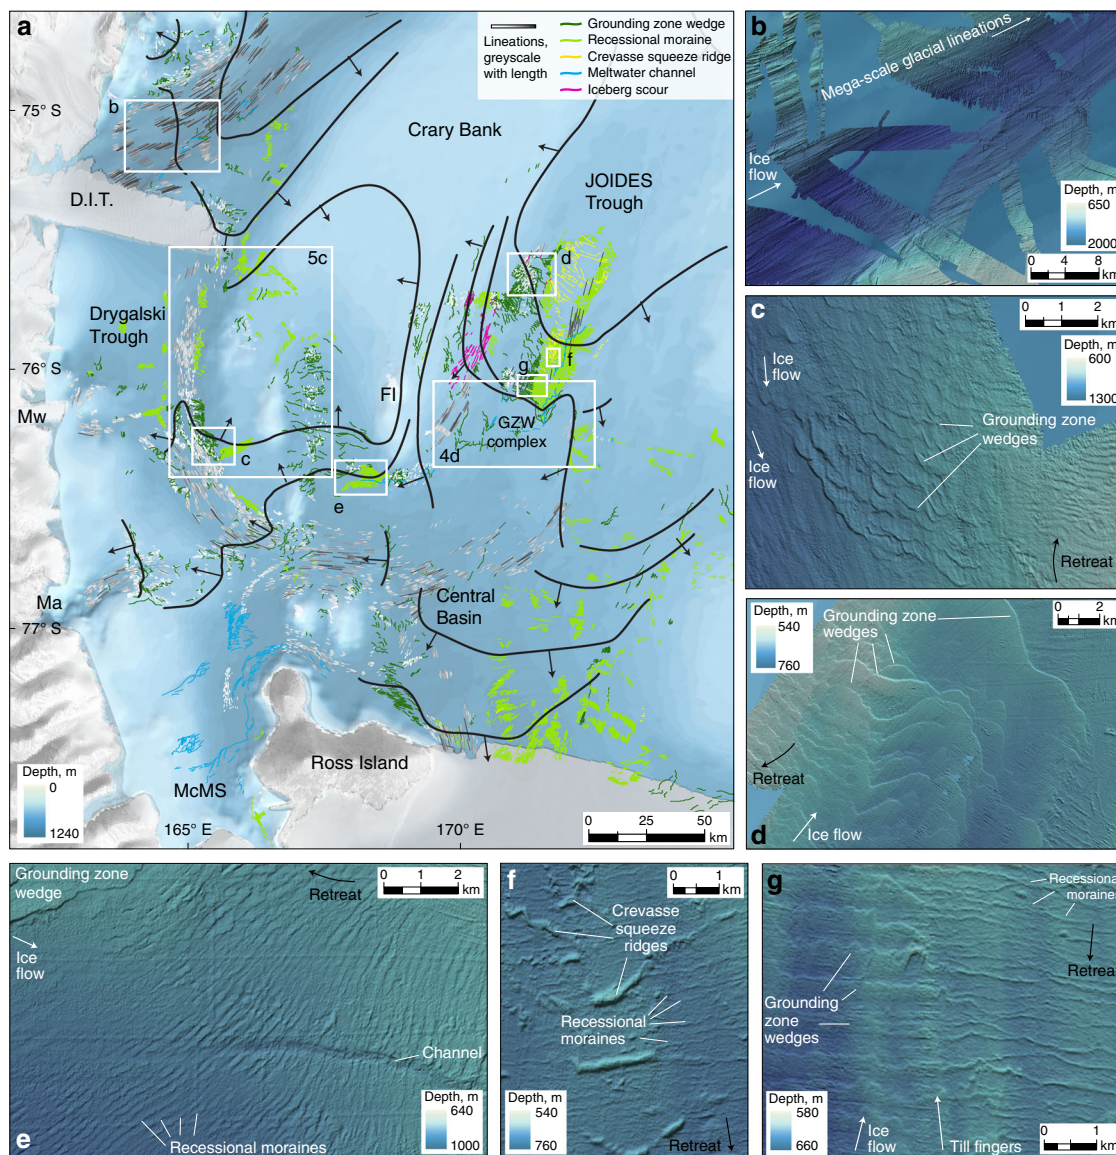 a
Lineations,
greyscale
with length
Grounding zone wedge
Recessional moraine
Crevasse squeeze ridge
Meltwater channel
Iceberg scour
75° S
b
D.I.T.
Crary Bank
JOIDES
Trough
5c
d
Drygalski
Trough
76° S
f
g
FI
Mw
GZW
complex
c
4d
e
Ma
Central
Basin
77° S
Ross Island
McMS
Depth, m
0
1240
165° E
170° E
0 25 50
km
b
Mega-scale glacial lineations
Ice
flow
Depth, m
650
2000
0 4 8
km
c
0 1 2
km
Depth, m
600
1300
Ice
flow
Grounding zone
wedges
Ice
flow
Retreat
Depth, m
540
760
Grounding zone
wedges
0 2
km
Retreat
Ice flow
d
Grounding zone
wedge
Retreat
0 1 2
km
Ice
flow
Channel
Depth, m
640
1000
Recessional moraines
e
f
0 1
km
Crevasse
squeeze
ridges
Recessional
moraines
Depth, m
540
760
Retreat
g
Recessional
moraines
Retreat
Grounding
zone
wedges
Depth, m
580
660
Ice
flow
Till fingers
0 1
km